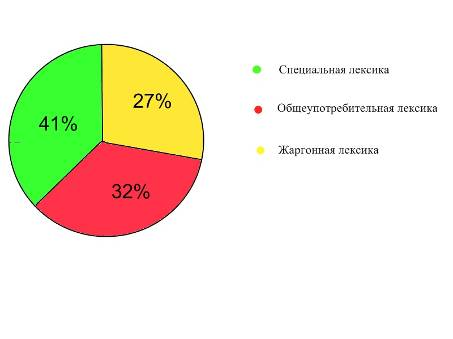 Специальная лексика
27%
Общеупотребительная лексика
41%
Жаргонная лексика
32%